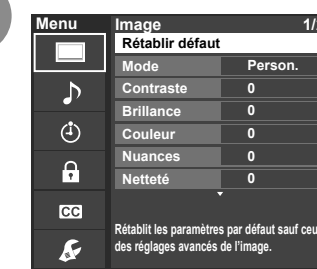 Menu
Image 1/
Rétablir défaut
Mode Person.
Contraste 0
Brillance 0
Couleur 0
Nuances 0
Netteté 0
CC
Rétablit les paramètres par défaut sauf
des réglages avancés de l'image.